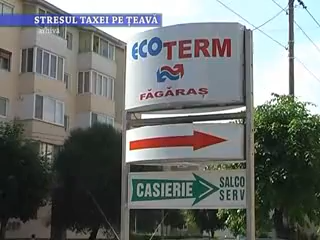 STRESUL TAXEI PE ȚEAVĂ
arhivă
ECOTERM
FĂGĂRAȘ
CASIERIE
SALCO
SERV